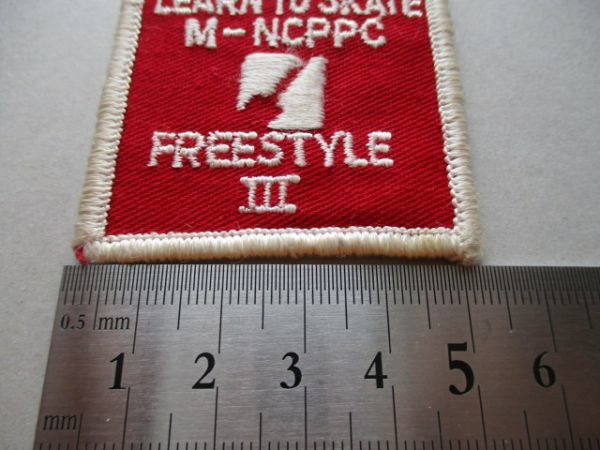 LEARN TO SKATE
M-NCPPC
FREESTYLE
III
0.5 mm
1 2 3 4 5 6
mm